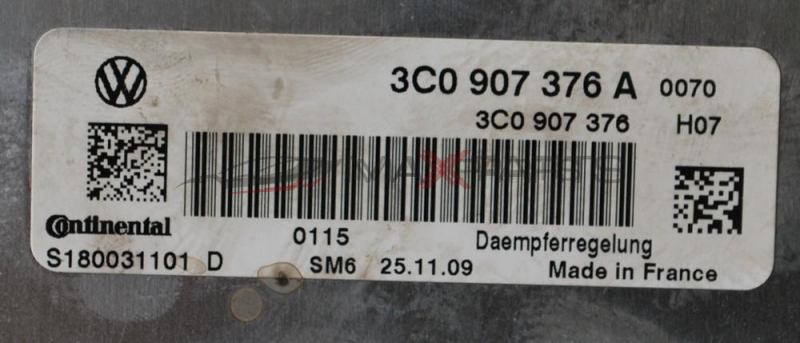 3C0 907 376 A 0070
3C0 907 376 H07
Continental
0115 Daempferregelung
S180031101 D SM6 25.11.09 Made in France